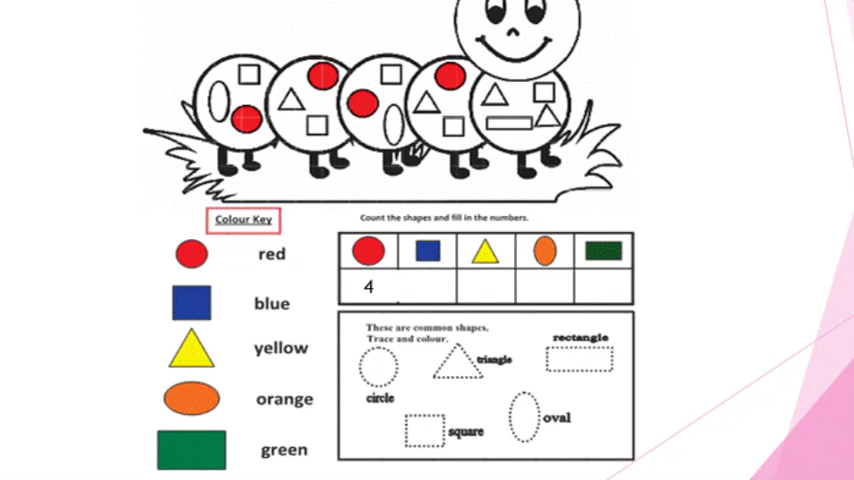 Colour Key
Count the shapes and fill in the numbers.
red
blue
4
yellow
orange
green
These are common shapes.
Trace and colour.
triangle
rectangle
circle
square
oval